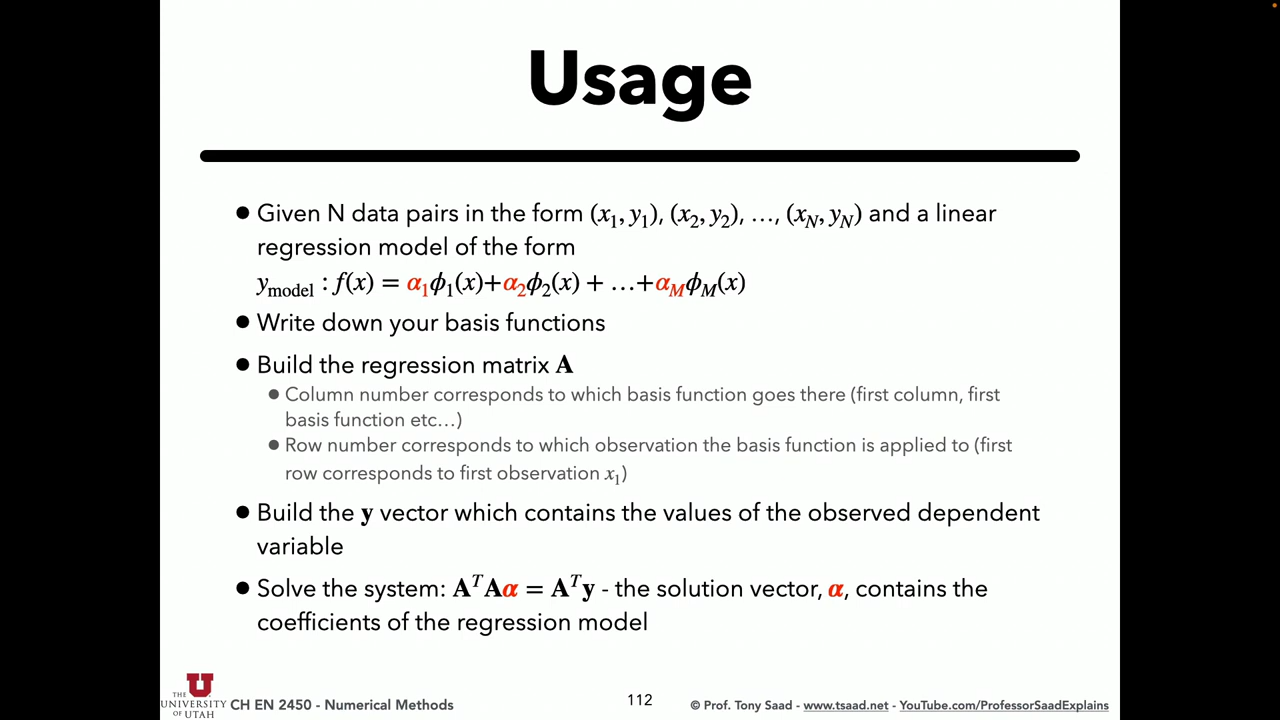 Usage
● Given N data pairs in the form (x₁, y₁), (x₂, y₂), …, (x_N, y_N) and a linear
regression model of the form
y_model : f(x) = α₁ϕ₁(x)+α₂ϕ₂(x) + …+α_Mϕ_M(x)
● Write down your basis functions
● Build the regression matrix A
● Column number corresponds to which basis function goes there (first column, first
basis function etc…)
● Row number corresponds to which observation the basis function is applied to (first
row corresponds to first observation x₁)
● Build the y vector which contains the values of the observed dependent
variable
● Solve the system: AᵀAα = Aᵀy - the solution vector, α, contains the
coefficients of the regression model
THE
U
UNIVERSITY
OF UTAH
CH EN 2450 - Numerical Methods
112
© Prof. Tony Saad - www.tsaad.net - YouTube.com/ProfessorSaadExplains